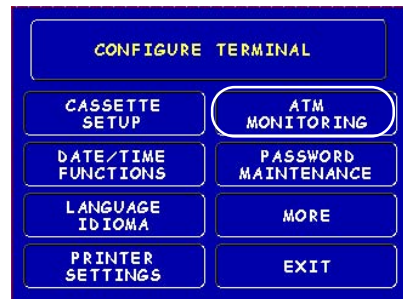 CONFIGURE TERMINAL
CASSETTE
SETUP
ATM
MONITORING
DATE/TIME
FUNCTIONS
PASSWORD
MAINTENANCE
LANGUAGE
IDIOMA
MORE
PRINTER
SETTINGS
EXIT